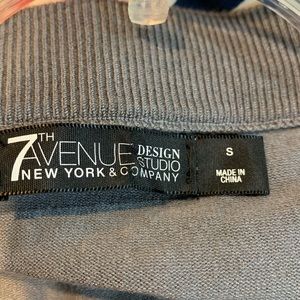 7TH AVENUE DESIGN STUDIO
NEW YORK & COMPANY
S
MADE IN
CHINA